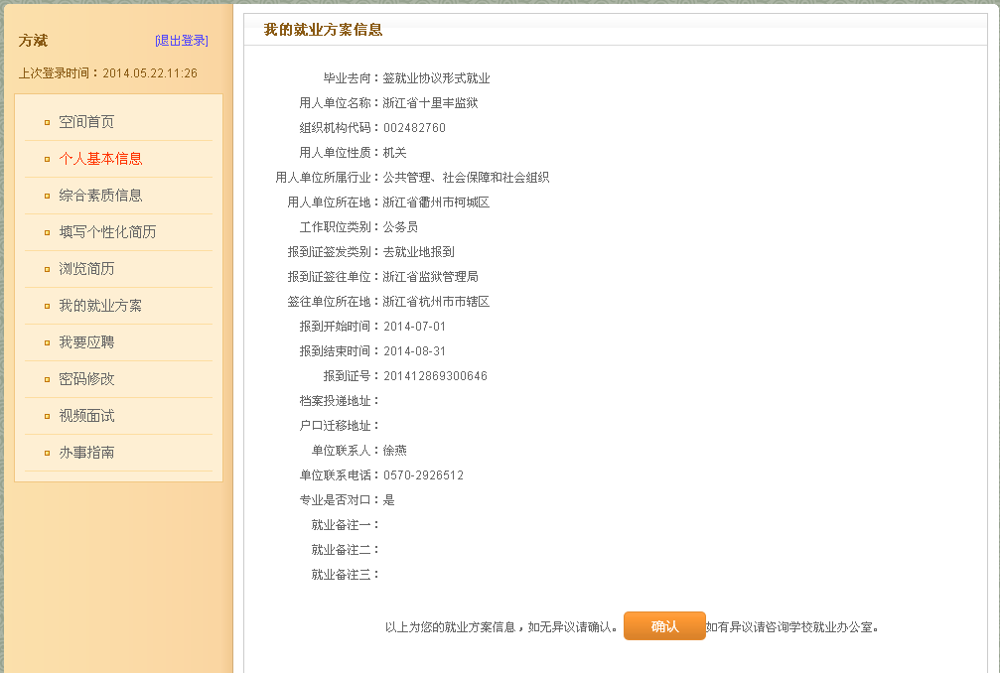 方斌
[退出登录]
上次登录时间：2014.05.22.11:26
空间首页
个人基本信息
综合素质信息
填写个性化简历
浏览简历
我的就业方案
我要应聘
密码修改
视频面试
办事指南
我的就业方案信息
毕业去向：签就业协议形式就业
用人单位名称：浙江省十里丰监狱
组织机构代码：002482760
用人单位性质：机关
用人单位所属行业：公共管理、社会保障和社会组织
用人单位所在地：浙江省衢州市柯城区
工作职位类别：公务员
报到证签发类别：去就业地报到
报到证签往单位：浙江省监狱管理局
签往单位所在地：浙江省杭州市市辖区
报到开始时间：2014-07-01
报到结束时间：2014-08-31
报到证号：201412869300646
档案投递地址：
户口迁移地址：
单位联系人：徐燕
单位联系电话：0570-2926512
专业是否对口：是
就业备注一：
就业备注二：
就业备注三：
以上为您的就业方案信息，如无异议请确认。 确认 如有异议请咨询学校就业办公室。